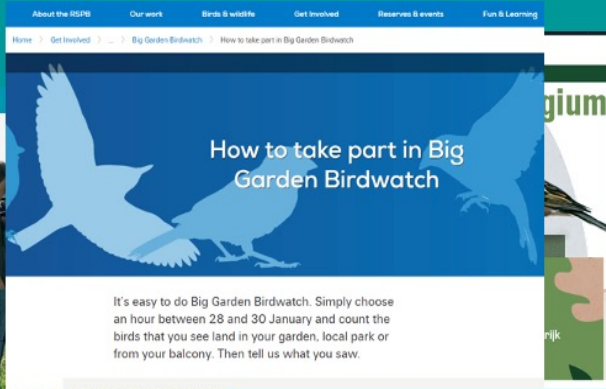 About the RSPB Our work Birds & wildlife Get Involved Reserves & events Fun & Learning
Home > Get Involved > ... > Big Garden Birdwatch > How to take part in Big Garden Birdwatch
gium
How to take part in Big
Garden Birdwatch
It's easy to do Big Garden Birdwatch. Simply choose
an hour between 28 and 30 January and count the
birds that you see land in your garden, local park or
from your balcony. Then tell us what you saw.
rijk